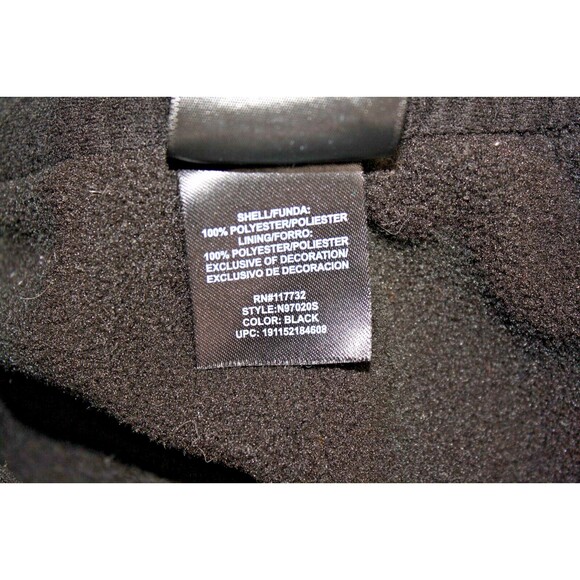 SHELL/FUNDA:
100% POLYESTER/POLIESTER
LINING/FORRO:
100% POLYESTER/POLIESTER
EXCLUSIVE OF DECORATION/
EXCLUSIVO DE DECORACION
RN#117732
STYLE:N97020S
COLOR: BLACK
UPC: 191152184608